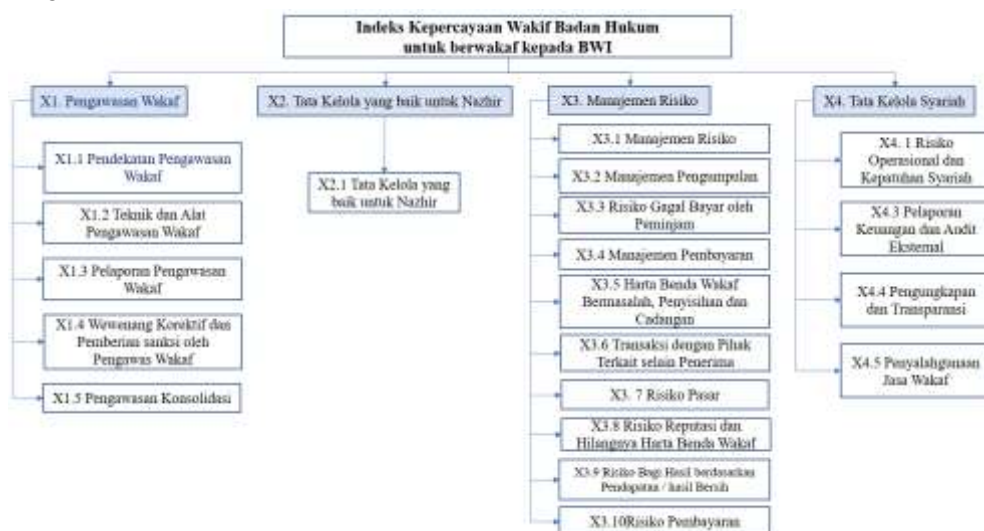 Indeks Kepercayaan Wakif Badan Hukum
untuk berwakaf kepada BWI
X1. Pengawasan Wakaf
X1.1 Pendekatan Pengawasan
Wakaf
X1.2 Teknik dan Alat
Pengawasan Wakaf
X1.3 Pelaporan Pengawasan
Wakaf
X1.4 Wewenang Korektif dan
Pemberian sanksi oleh
Pengawas Wakaf
X1.5 Pengawasan Konsolidasi
X2. Tata Kelola yang baik untuk Nazhir
X2.1 Tata Kelola yang
baik untuk Nazhir
X3. Manajemen Risiko
X3.1 Manajemen Risiko
X3.2 Manajemen Pengumpulan
X3.3 Risiko Gagal Bayar oleh
Peminjam
X3.4 Manajemen Pembayaran
X3.5 Harta Benda Wakaf
Bermasalah, Penyisihan dan
Cadangan
X3.6 Transaksi dengan Pihak
Terkait selain Penerima
X3. 7 Risiko Pasar
X3.8 Risiko Reputasi dan
Hilangnya Harta Benda Wakaf
X3.9 Risiko Bagi Hasil berdasarkan
Pendapatan / hasil Bersih
X3.10Risiko Pembayaran
X4. Tata Kelola Syariah
X4. 1 Risiko
Operasional dan
Kepatuhan Syariah
X4.3 Pelaporan
Keuangan dan Audit
Eksternal
X4.4 Pengungkapan
dan Transparansi
X4.5 Penyalahgunaan
Jasa Wakaf